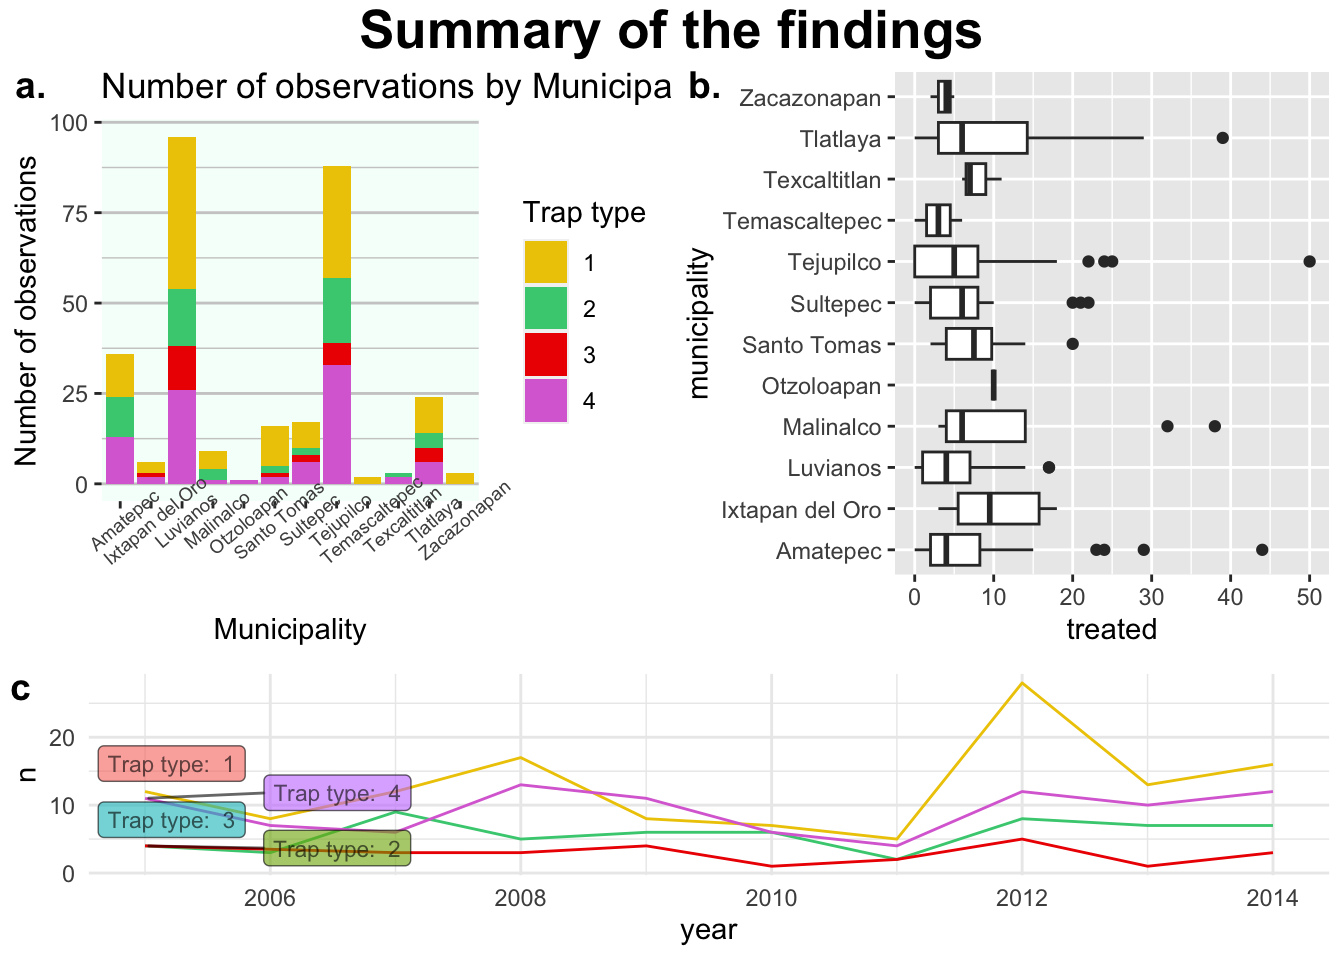 Summary of the findings
a.
Number of observations by Municipa
Number of observations
100
75
50
25
0
Amatepec
Ixtapan del Oro
Luvianos
Malinalco
Otzoloapan
Santo Tomas
Sultepec
Tejupilco
Temascaltepec
Texcaltitlan
Tlatlaya
Zacazonapan
Municipality
Trap type
1
2
3
4
b.
municipality
Zacazonapan
Tlatlaya
Texcaltitlan
Temascaltepec
Tejupilco
Sultepec
Santo Tomas
Otzoloapan
Malinalco
Luvianos
Ixtapan del Oro
Amatepec
0 10 20 30 40 50
treated
c
n
20
10
0
Trap type: 1
Trap type: 4
Trap type: 3
Trap type: 2
2006 2008 2010 2012 2014
year